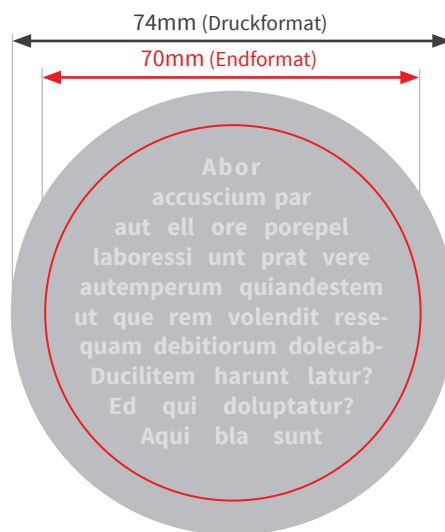 74mm (Druckformat)
70mm (Endformat)
Abor
accuscium par
aut ell ore porepel
laboressi unt prat vere
autemperum quiandestem
ut que rem volendit rese-
quam debitiorum dolecab-
Ducilitem harunt latur?
Ed qui doluptatur?
Aqui bla sunt